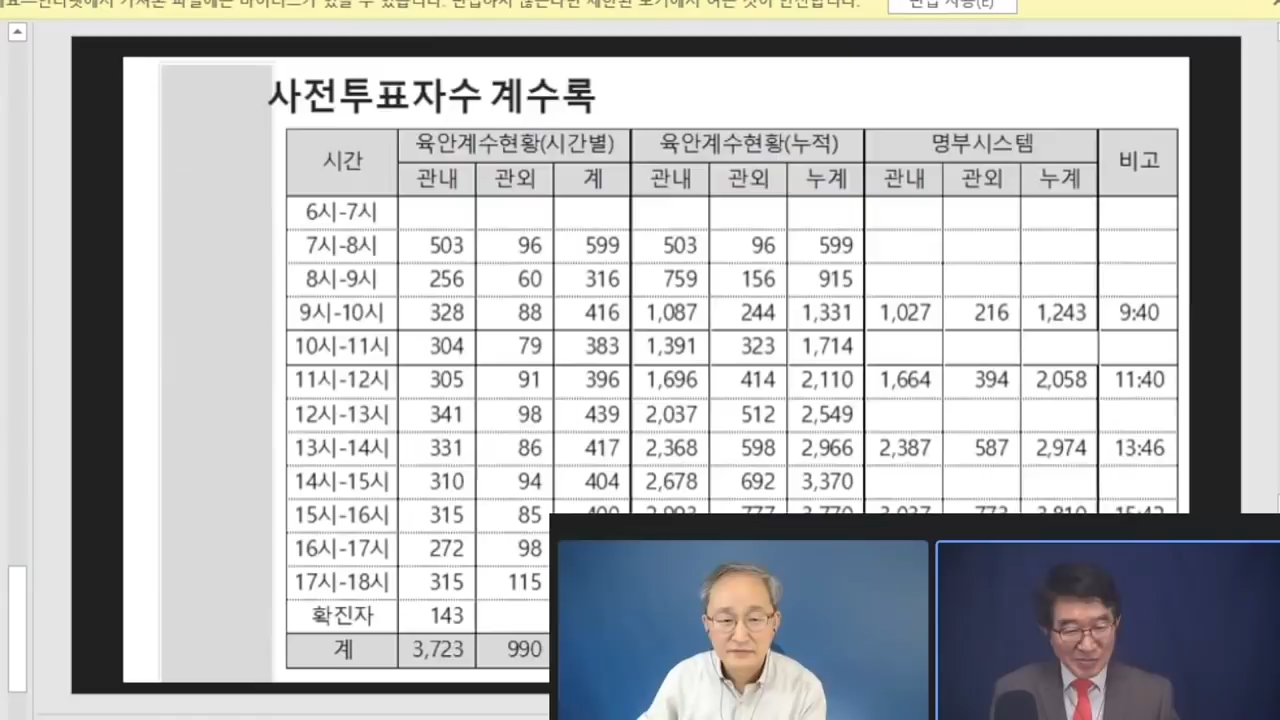 사전투표자수 계수록
시간 육안계수현황(시간별) 육안계수현황(누적) 명부시스템 비고
관내 관외 계 관내 관외 누계 관내 관외 누계
6시-7시
7시-8시 503 96 599 503 96 599
8시-9시 256 60 316 759 156 915
9시-10시 328 88 416 1,087 244 1,331 1,027 216 1,243 9:40
10시-11시 304 79 383 1,391 323 1,714
11시-12시 305 91 396 1,696 414 2,110 1,664 394 2,058 11:40
12시-13시 341 98 439 2,037 512 2,549
13시-14시 331 86 417 2,368 598 2,966 2,387 587 2,974 13:46
14시-15시 310 94 404 2,678 692 3,370
15시-16시 315 85
16시-17시 272 98
17시-18시 315 115
확진자 143
계 3,723 990